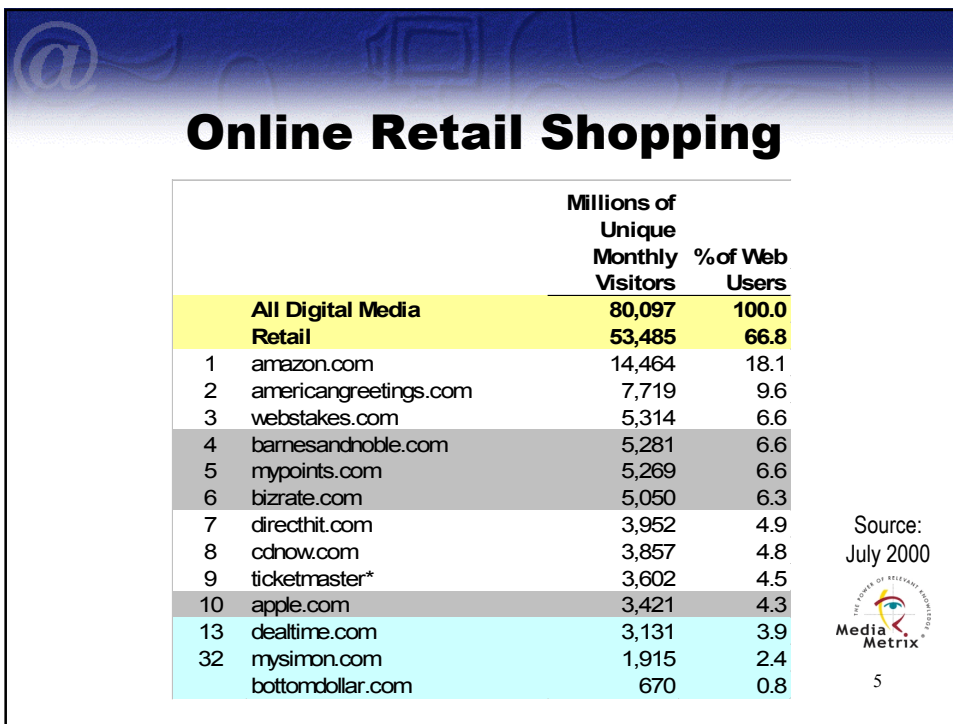 @
Online Retail Shopping
Millions of
Unique
Monthly %of Web
Visitors Users
All Digital Media 80,097 100.0
Retail 53,485 66.8
1 amazon.com 14,464 18.1
2 americangreetings.com 7,719 9.6
3 webstakes.com 5,314 6.6
4 barnesandnoble.com 5,281 6.6
5 mypoints.com 5,269 6.6
6 bizrate.com 5,050 6.3
7 directhit.com 3,952 4.9
8 cdnow.com 3,857 4.8
9 ticketmaster* 3,602 4.5
10 apple.com 3,421 4.3
13 dealtime.com 3,131 3.9
32 mysimon.com 1,915 2.4
bottomdollar.com 670 0.8
Source:
July 2000
THE POWER OF RELEVANT KNOWLEDGE ®
Media
Metrix
5